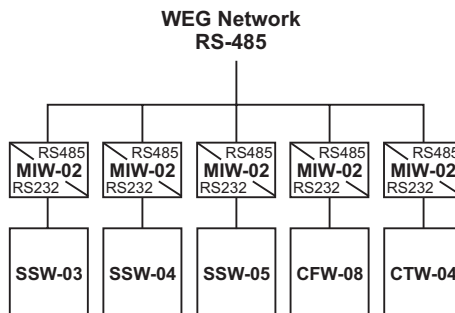 WEG Network
RS-485
RS485
MIW-02
RS232
RS485
MIW-02
RS232
RS485
MIW-02
RS232
RS485
MIW-02
RS232
RS485
MIW-02
RS232
SSW-03
SSW-04
SSW-05
CFW-08
CTW-04